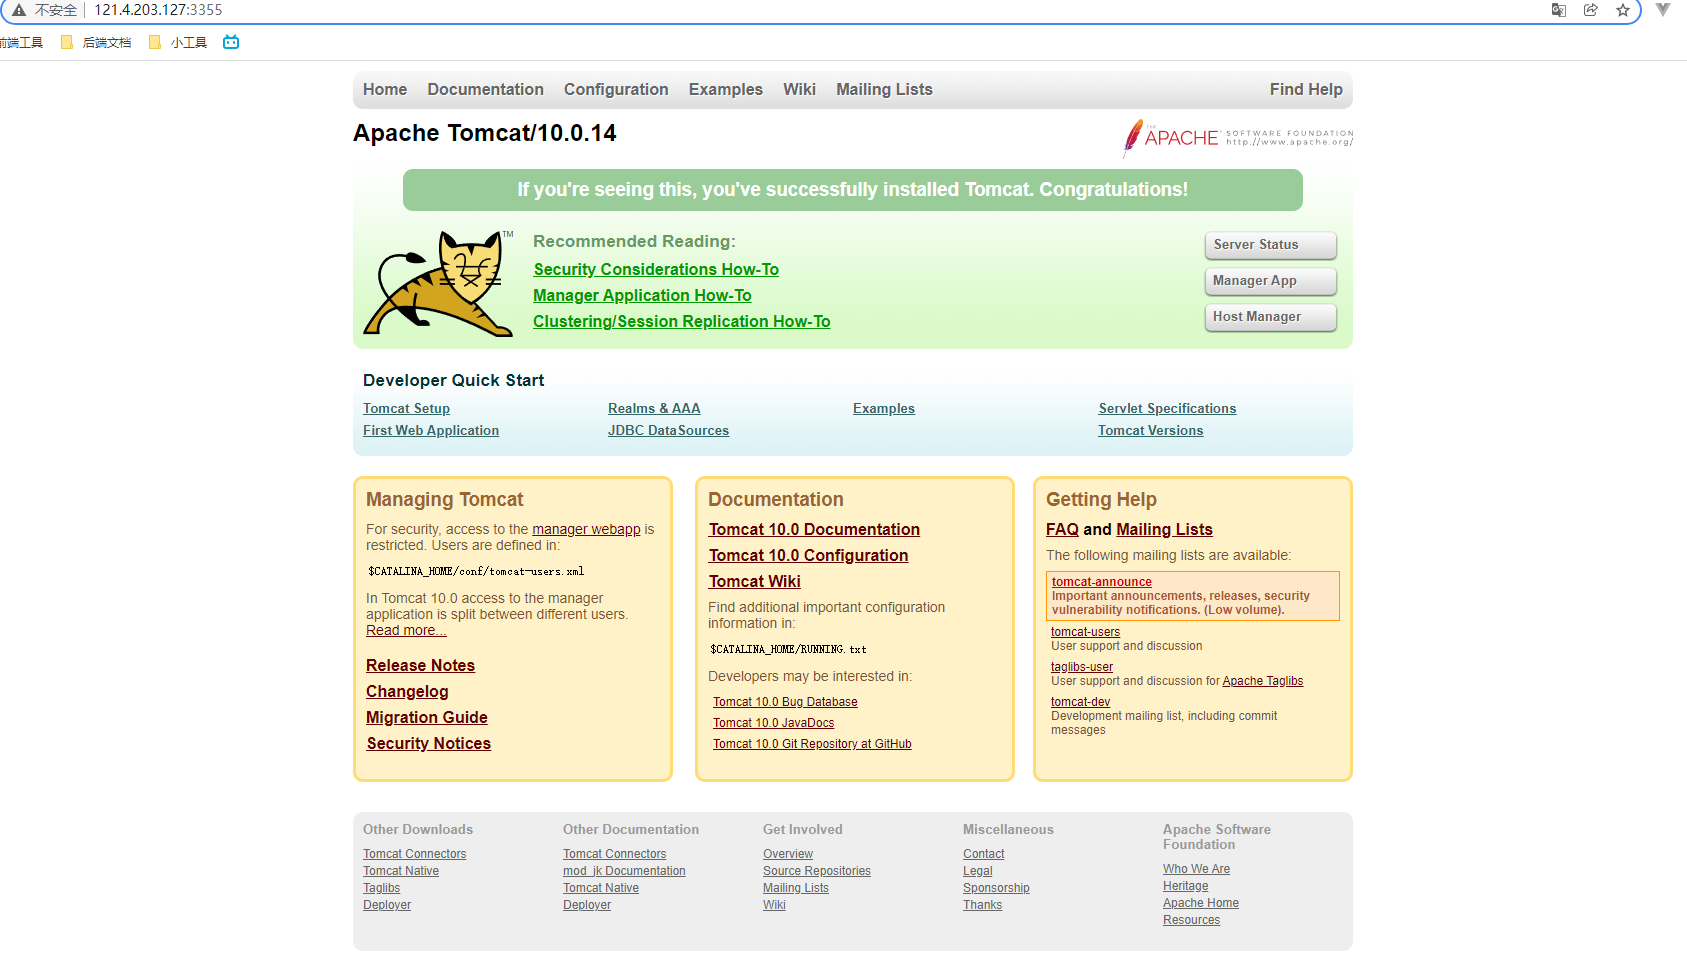 不安全 121.4.203.127:3355
前端工具 后端文档 小工具
Home Documentation Configuration Examples Wiki Mailing Lists Find Help
Apache Tomcat/10.0.14
THE
APACHE
SOFTWARE FOUNDATION
http://www.apache.org/
If you're seeing this, you've successfully installed Tomcat. Congratulations!
TM
Recommended Reading:
Security Considerations How-To
Manager Application How-To
Clustering/Session Replication How-To
Server Status
Manager App
Host Manager
Developer Quick Start
Tomcat Setup
First Web Application
Realms & AAA
JDBC DataSources
Examples
Servlet Specifications
Tomcat Versions
Managing Tomcat
For security, access to the manager webapp is
restricted. Users are defined in:
$CATALINA_HOME/conf/tomcat-users.xml
In Tomcat 10.0 access to the manager
application is split between different users.
Read more...
Release Notes
Changelog
Migration Guide
Security Notices
Documentation
Tomcat 10.0 Documentation
Tomcat 10.0 Configuration
Tomcat Wiki
Find additional important configuration
information in:
$CATALINA_HOME/RUNNING.txt
Developers may be interested in:
Tomcat 10.0 Bug Database
Tomcat 10.0 JavaDocs
Tomcat 10.0 Git Repository at GitHub
Getting Help
FAQ and Mailing Lists
The following mailing lists are available:
tomcat-announce
Important announcements, releases, security
vulnerability notifications. (Low volume).
tomcat-users
User support and discussion
taglibs-user
User support and discussion for Apache Taglibs
tomcat-dev
Development mailing list, including commit
messages
Other Downloads
Tomcat Connectors
Tomcat Native
Taglibs
Deployer
Other Documentation
Tomcat Connectors
mod_jk Documentation
Tomcat Native
Deployer
Get Involved
Overview
Source Repositories
Mailing Lists
Wiki
Miscellaneous
Contact
Legal
Sponsorship
Thanks
Apache Software
Foundation
Who We Are
Heritage
Apache Home
Resources